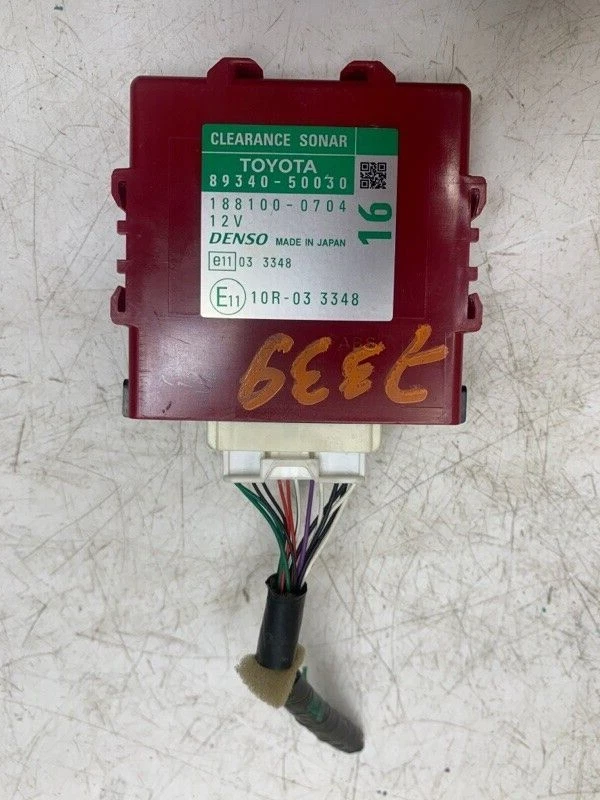 CLEARANCE SONAR
TOYOTA
89340-50030
188100-0704
12V
16
DENSO MADE IN JAPAN
e11 03 3348
E11 10R-03 3348